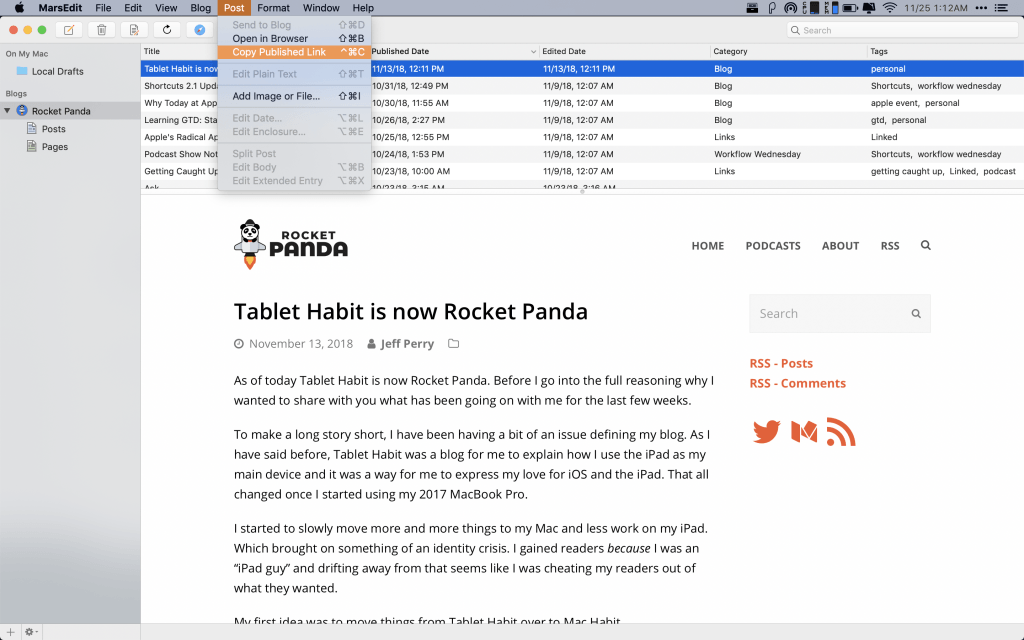 MarsEdit File Edit View Blog Post Format Window Help 11/25 1:12AM
Search
On My Mac
Local Drafts
Blogs
Rocket Panda
Posts
Pages
Send to Blog ⇧⌘D
Open in Browser ⇧⌘B
Copy Published Link ^⌘C
Edit Plain Text ⇧⌘T
Add Image or File... ⇧⌘I
Edit Date... ⌥⌘L
Edit Enclosure... ⌥⌘E
Split Post
Edit Body ⌥⌘B
Edit Extended Entry ⌥⌘X
Title Published Date Edited Date Category Tags
Tablet Habit is now 11/13/18, 12:11 PM 11/13/18, 12:11 PM Blog personal
Shortcuts 2.1 Upda 10/31/18, 12:49 PM 11/9/18, 12:07 AM Blog Shortcuts, workflow wednesday
Why Today at App 10/30/18, 11:55 AM 11/9/18, 12:07 AM Blog apple event, personal
Learning GTD: Sta 10/26/18, 2:27 PM 11/9/18, 12:07 AM Blog gtd, personal
Apple's Radical Ap 10/25/18, 12:55 PM 11/9/18, 12:07 AM Links Linked
Podcast Show Not 10/24/18, 1:53 PM 11/9/18, 12:07 AM Workflow Wednesday Shortcuts, workflow wednesday
Getting Caught Up 10/23/18, 10:00 AM 11/9/18, 12:07 AM Links getting caught up, Linked, podcast
Ask 10/23/18, 3:15 AM 10/23/18, 3:16 AM
ROCKET
PANDA
HOME PODCASTS ABOUT RSS
Tablet Habit is now Rocket Panda
November 13, 2018 Jeff Perry
As of today Tablet Habit is now Rocket Panda. Before I go into the full reasoning why I
wanted to share with you what has been going on with me for the last few weeks.
To make a long story short, I have been having a bit of an issue defining my blog. As I
have said before, Tablet Habit was a blog for me to explain how I use the iPad as my
main device and it was a way for me to express my love for iOS and the iPad. That all
changed once I started using my 2017 MacBook Pro.
I started to slowly move more and more things to my Mac and less work on my iPad.
Which brought on something of an identity crisis. I gained readers because I was an
“iPad guy” and drifting away from that seems like I was cheating my readers out of
what they wanted.
My first idea was to move things from Tablet Habit over to Mac Habit.
Search
RSS - Posts
RSS - Comments